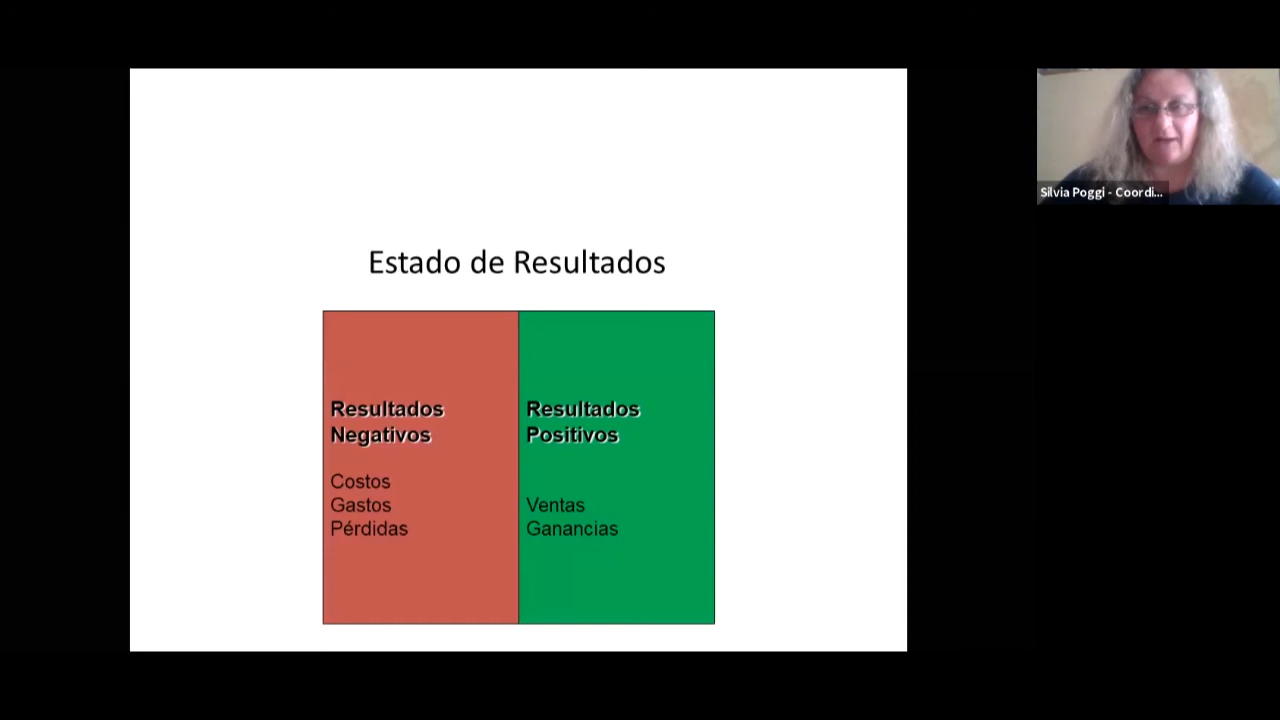 Estado de Resultados
Resultados
Negativos
Costos
Gastos
Pérdidas
Resultados
Positivos
Ventas
Ganancias
Silvia Poggi - Coordi...